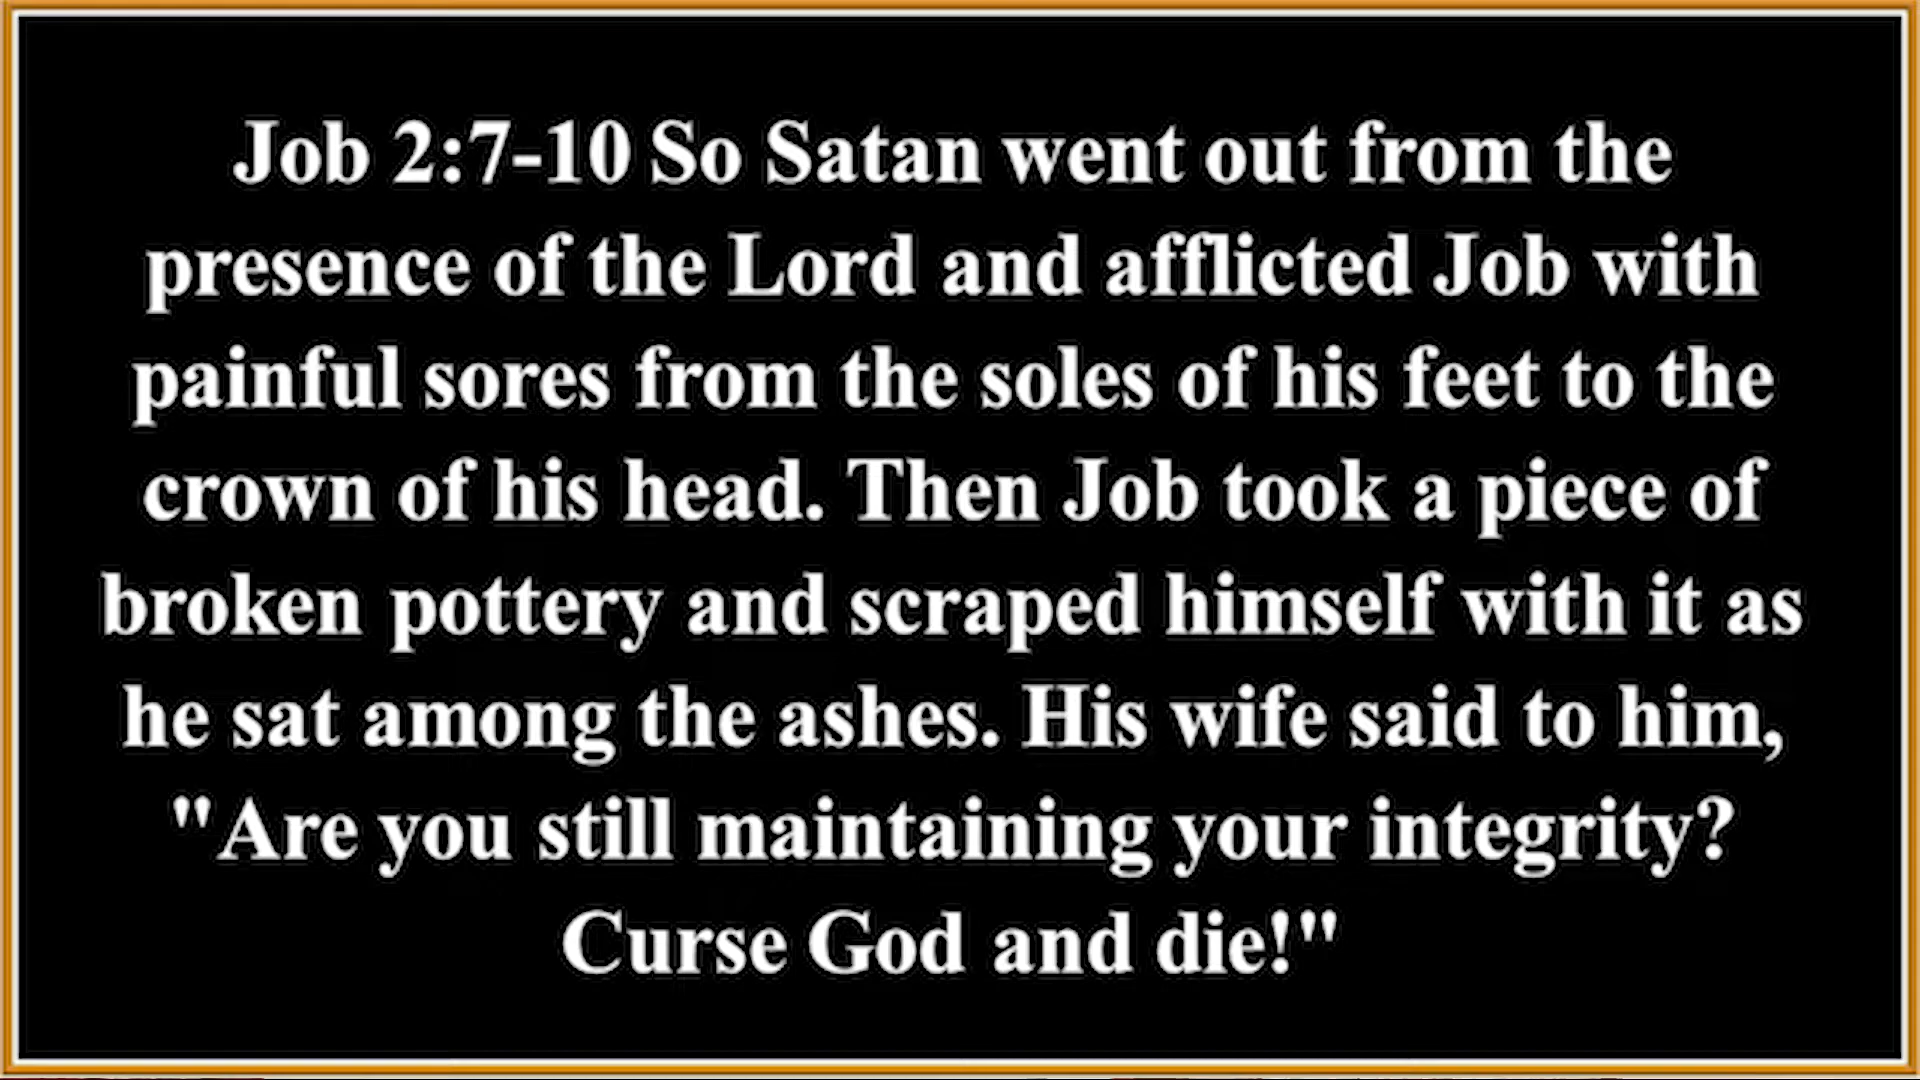 Job 2:7-10 So Satan went out from the
presence of the Lord and afflicted Job with
painful sores from the soles of his feet to the
crown of his head. Then Job took a piece of
broken pottery and scraped himself with it as
he sat among the ashes. His wife said to him,
"Are you still maintaining your integrity?
Curse God and die!"